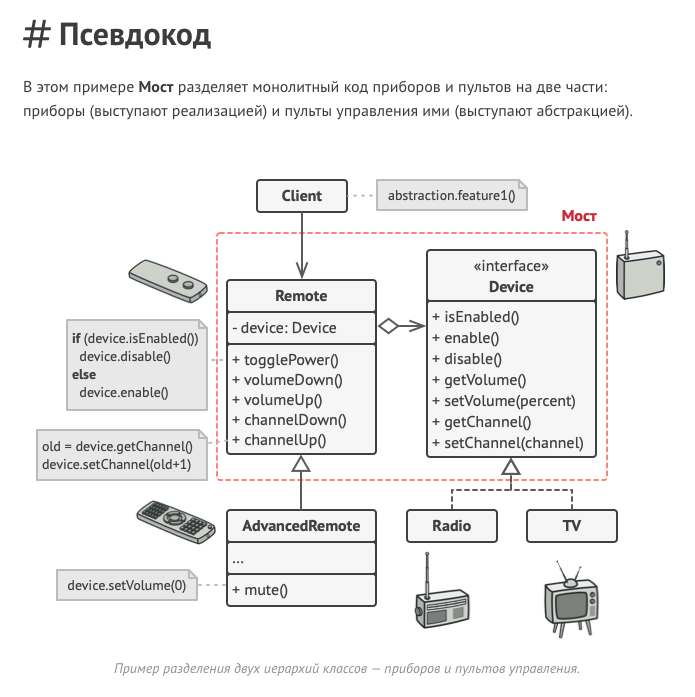 # Псевдокод
В этом примере Мост разделяет монолитный код приборов и пультов на две части:
приборы (выступают реализацией) и пульты управления ими (выступают абстракцией).
Client
abstraction.feature1()
Мост
Remote
- device: Device
+ togglePower()
+ volumeDown()
+ volumeUp()
+ channelDown()
+ channelUp()
«interface»
Device
+ isEnabled()
+ enable()
+ disable()
+ getVolume()
+ setVolume(percent)
+ getChannel()
+ setChannel(channel)
if (device.isEnabled())
device.disable()
else
device.enable()
old = device.getChannel()
device.setChannel(old+1)
AdvancedRemote
...
+ mute()
Radio
TV
device.setVolume(0)
Пример разделения двух иерархий классов — приборов и пультов управления.